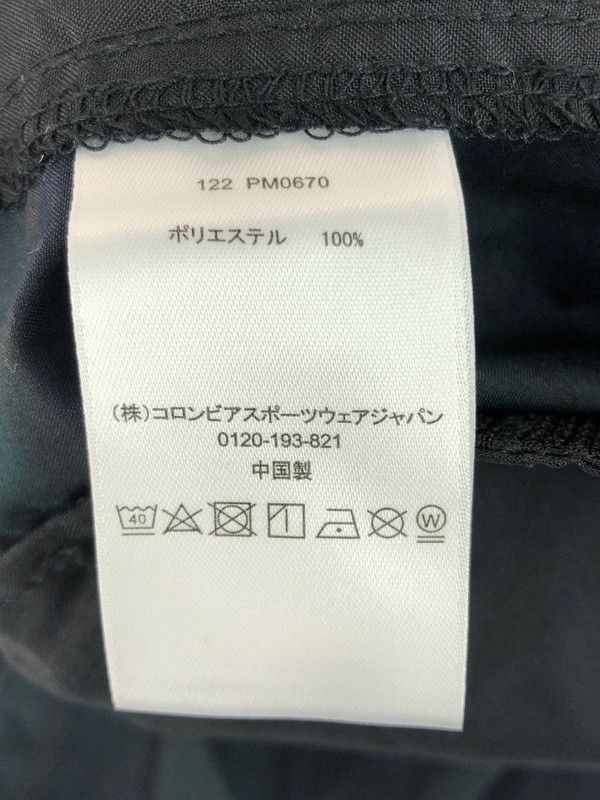 122 PM0670
ポリエステル 100%
(株)コロンビアスポーツウェアジャパン
0120-193-821
中国製
40 W